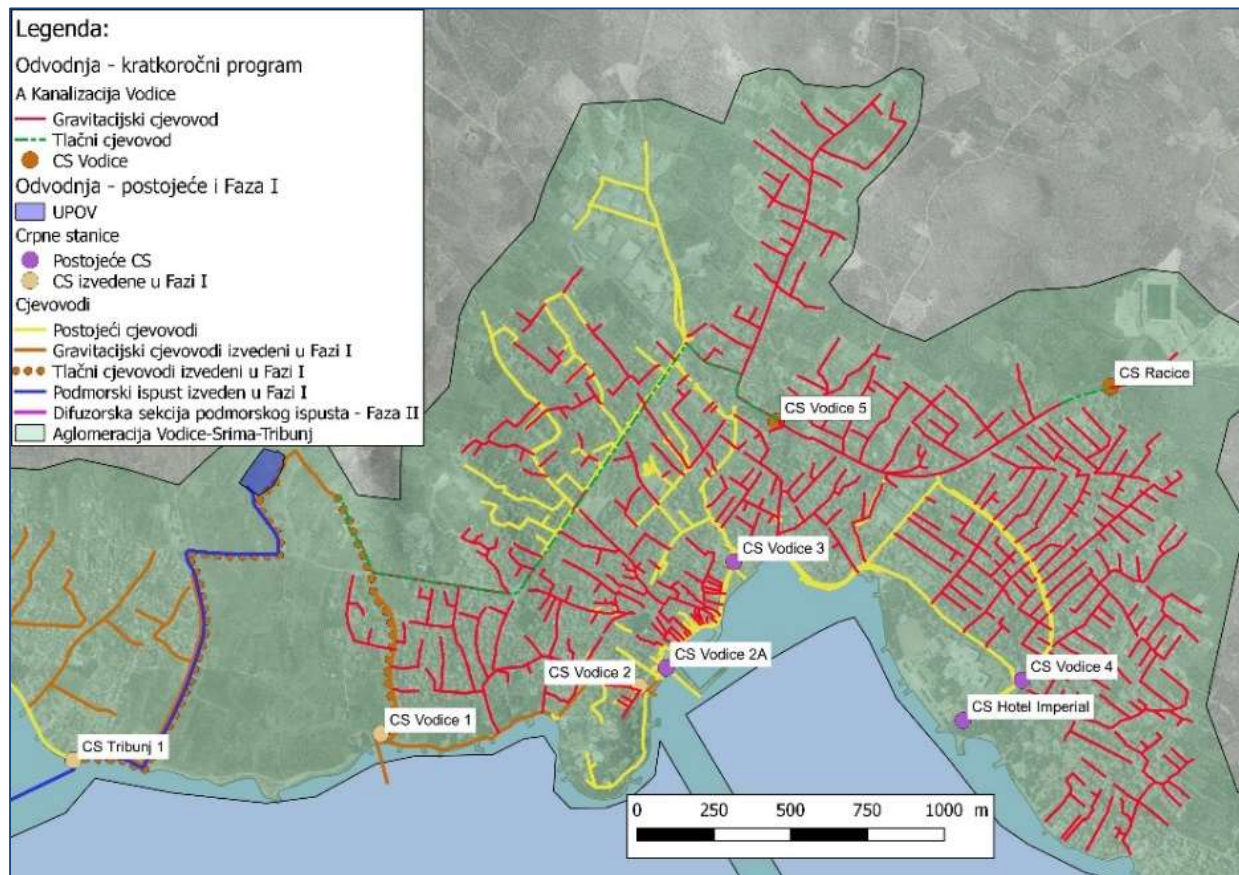 Legenda:
Odvodnja - kratkoročni program
A Kanalizacija Vodice
Gravitacijski cjevovod
Tlačni cjevovod
CS Vodice
Odvodnja - postojeće i Faza I
UPOV
Crpne stanice
Postojeće CS
CS izvedene u Fazi I
Cjevovodi
Postojeći cjevovodi
Gravitacijski cjevovodi izvedeni u Fazi I
Tlačni cjevovodi izvedeni u Fazi I
Podmorski ispust izveden u Fazi I
Difuzorska sekcija podmorskog ispusta - Faza II
Aglomeracija Vodice-Srima-Tribunj
CS Racice
CS Vodice 5
CS Vodice 3
CS Vodice 2A
CS Vodice 2
CS Vodice 4
CS Hotel Imperial
CS Vodice 1
CS Tribunj 1
0 250 500 750 1000 m